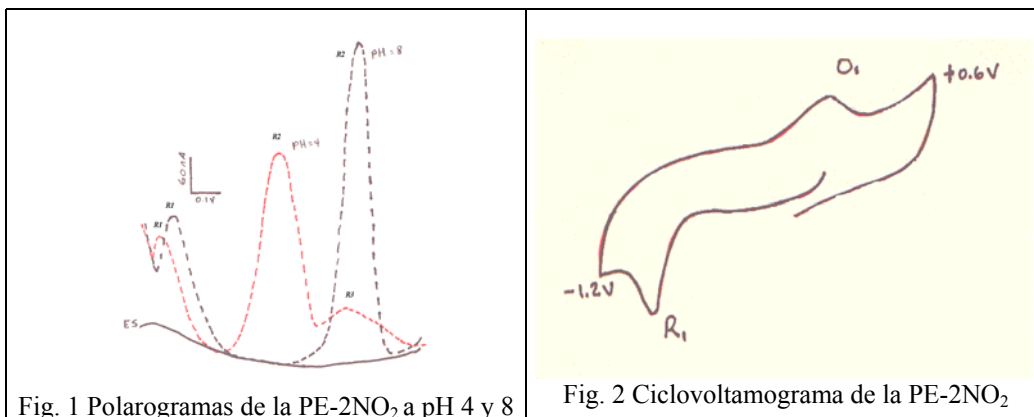 R2
pH=8
R2
pH=4
60nA
0.1V
R1
R1
R3
ES
Fig. 1 Polarogramas de la PE-2NO₂ a pH 4 y 8
O₁
+0.6V
-1.2V
R₁
Fig. 2 Ciclovoltamograma de la PE-2NO₂